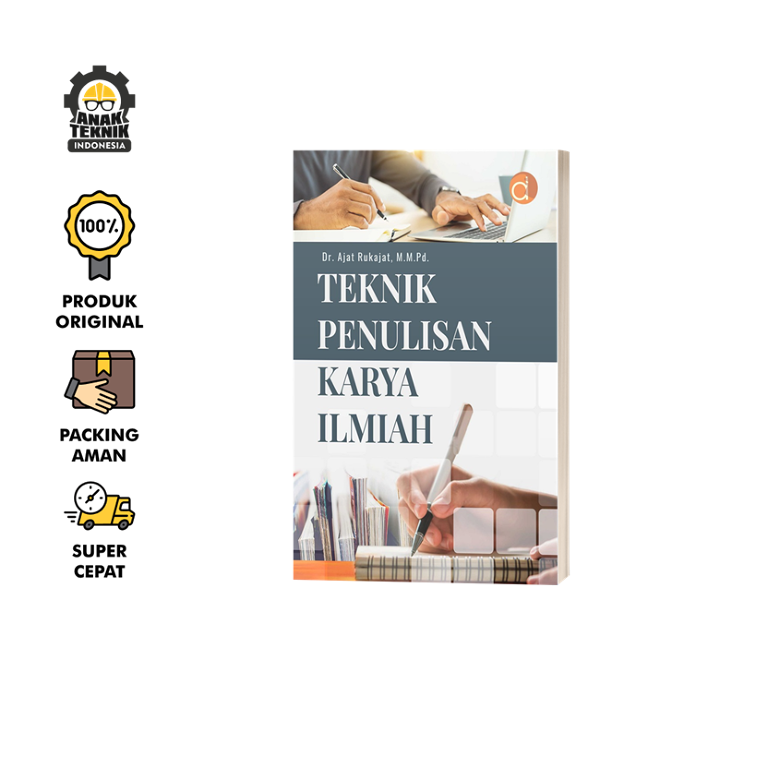 ANAK
TEKNIK
INDONESIA
100%
PRODUK
ORIGINAL
PACKING
AMAN
SUPER
CEPAT
Dr. Ajat Rukajat, M.M.Pd.
TEKNIK
PENULISAN
KARYA
ILMIAH